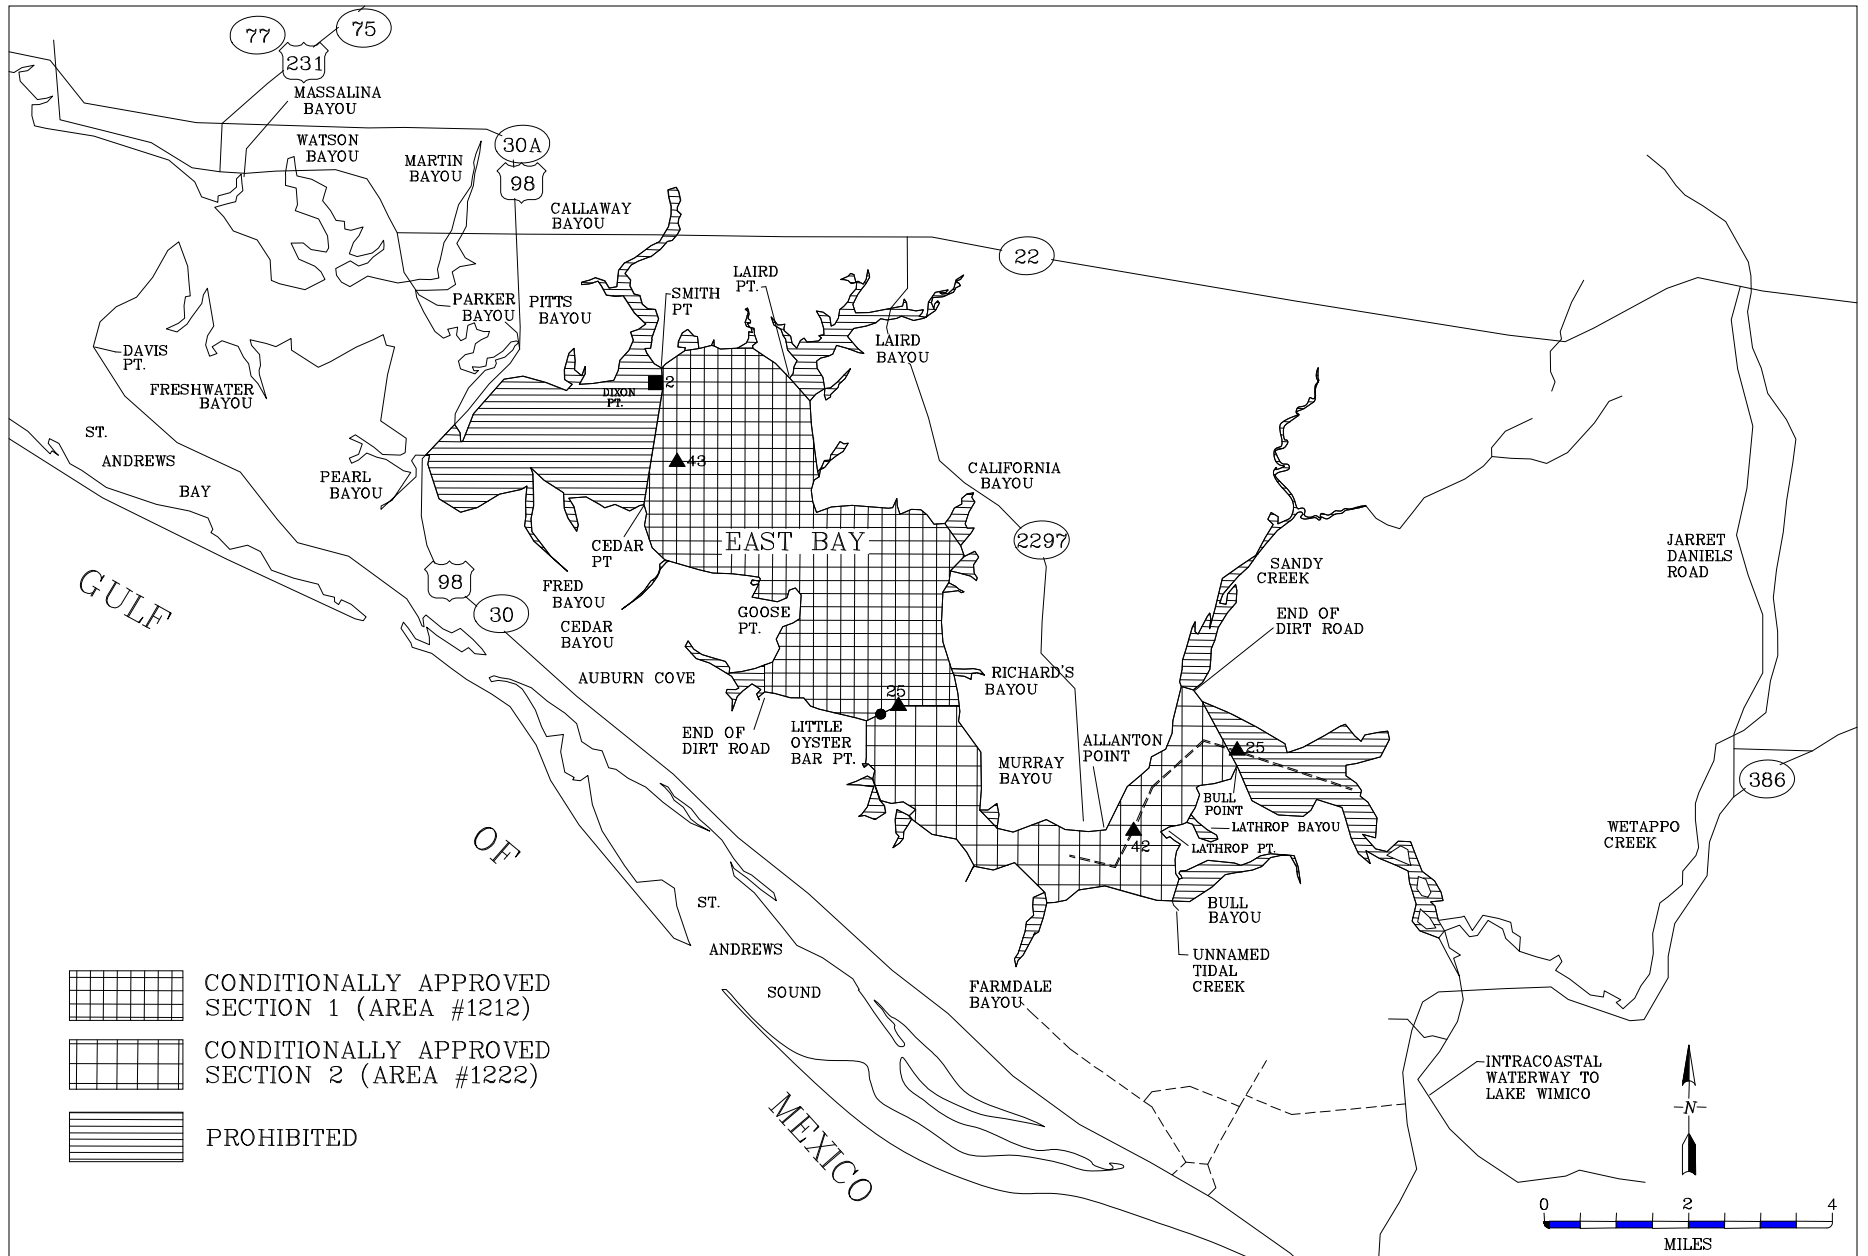 77
75
231
MASSALINA
BAYOU
WATSON
BAYOU
MARTIN
BAYOU
30A
98
CALLAWAY
BAYOU
22
LAIRD
PT.
SMITH
PT
PARKER
BAYOU
PITTS
BAYOU
LAIRD
BAYOU
DAVIS
PT.
FRESHWATER
BAYOU
2
DIXON
PT.
ST.
ANDREWS
BAY
PEARL
BAYOU
43
CALIFORNIA
BAYOU
EAST BAY
2297
CEDAR
PT
JARRET
DANIELS
ROAD
SANDY
CREEK
98
FRED
BAYOU
30
GOOSE
PT.
END OF
DIRT ROAD
CEDAR
BAYOU
GULF
AUBURN COVE
RICHARD'S
BAYOU
25
END OF
DIRT ROAD
LITTLE
OYSTER
BAR PT.
ALLANTON
POINT
MURRAY
BAYOU
25
386
BULL
POINT
LATHROP BAYOU
LATHROP PT.
42
WETAPPO
CREEK
OF
ST.
ANDREWS
SOUND
BULL
BAYOU
UNNAMED
TIDAL
CREEK
FARMDALE
BAYOU
CONDITIONALLY APPROVED
SECTION 1 (AREA #1212)
CONDITIONALLY APPROVED
SECTION 2 (AREA #1222)
PROHIBITED
MEXICO
INTRACOASTAL
WATERWAY TO
LAKE WIMICO
N
0 2 4
MILES